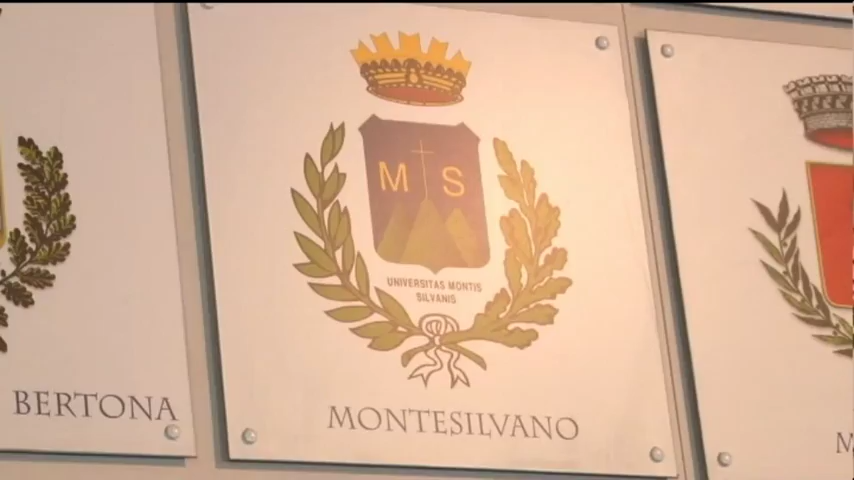 BERTONA
M S
UNIVERSITAS MONTIS
SILVANIS
MONTESILVANO
M